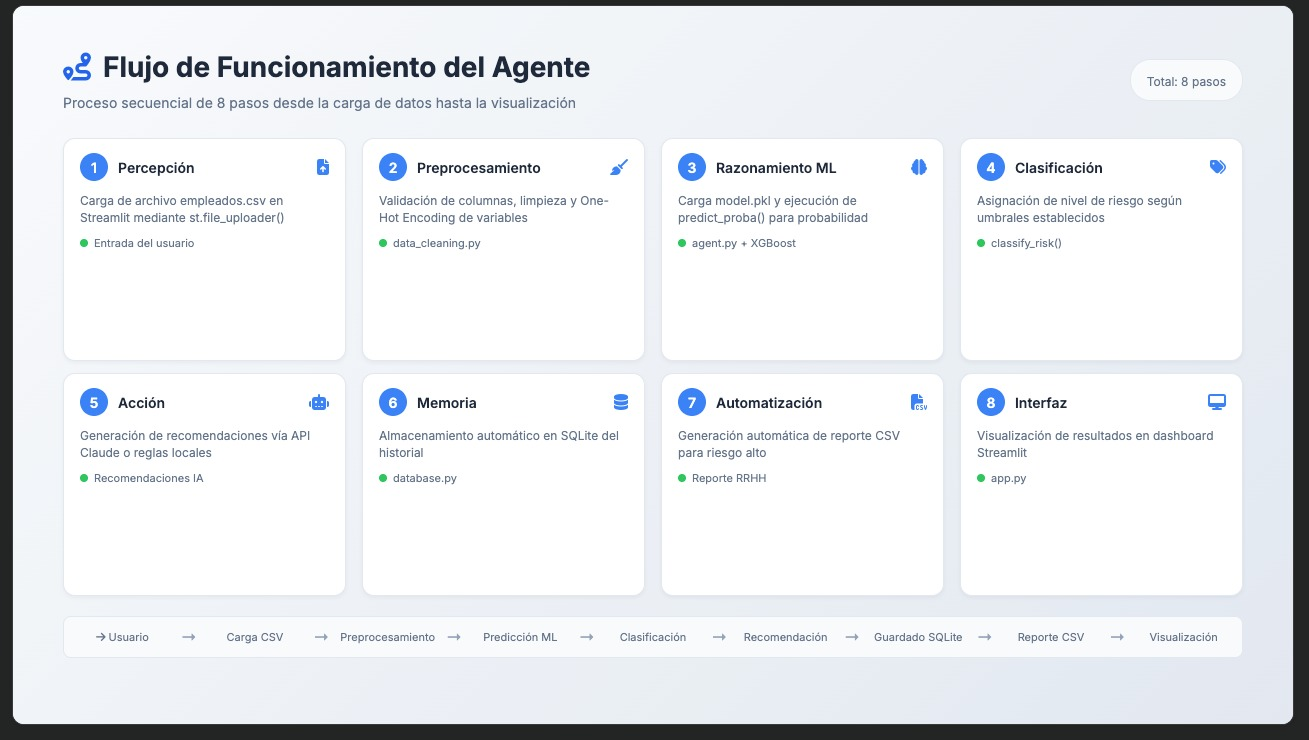 Flujo de Funcionamiento del Agente
Proceso secuencial de 8 pasos desde la carga de datos hasta la visualización
Total: 8 pasos
1 Percepción
Carga de archivo empleados.csv en
Streamlit mediante st.file_uploader()
Entrada del usuario
2 Preprocesamiento
Validación de columnas, limpieza y One-
Hot Encoding de variables
data_cleaning.py
3 Razonamiento ML
Carga model.pkl y ejecución de
predict_proba() para probabilidad
agent.py + XGBoost
4 Clasificación
Asignación de nivel de riesgo según
umbrales establecidos
classify_risk()
5 Acción
Generación de recomendaciones vía API
Claude o reglas locales
Recomendaciones IA
6 Memoria
Almacenamiento automático en SQLite del
historial
database.py
7 Automatización
CSV
Generación automática de reporte CSV
para riesgo alto
Reporte RRHH
8 Interfaz
Visualización de resultados en dashboard
Streamlit
app.py
→ Usuario → Carga CSV → Preprocesamiento → Predicción ML → Clasificación → Recomendación → Guardado SQLite → Reporte CSV → Visualización